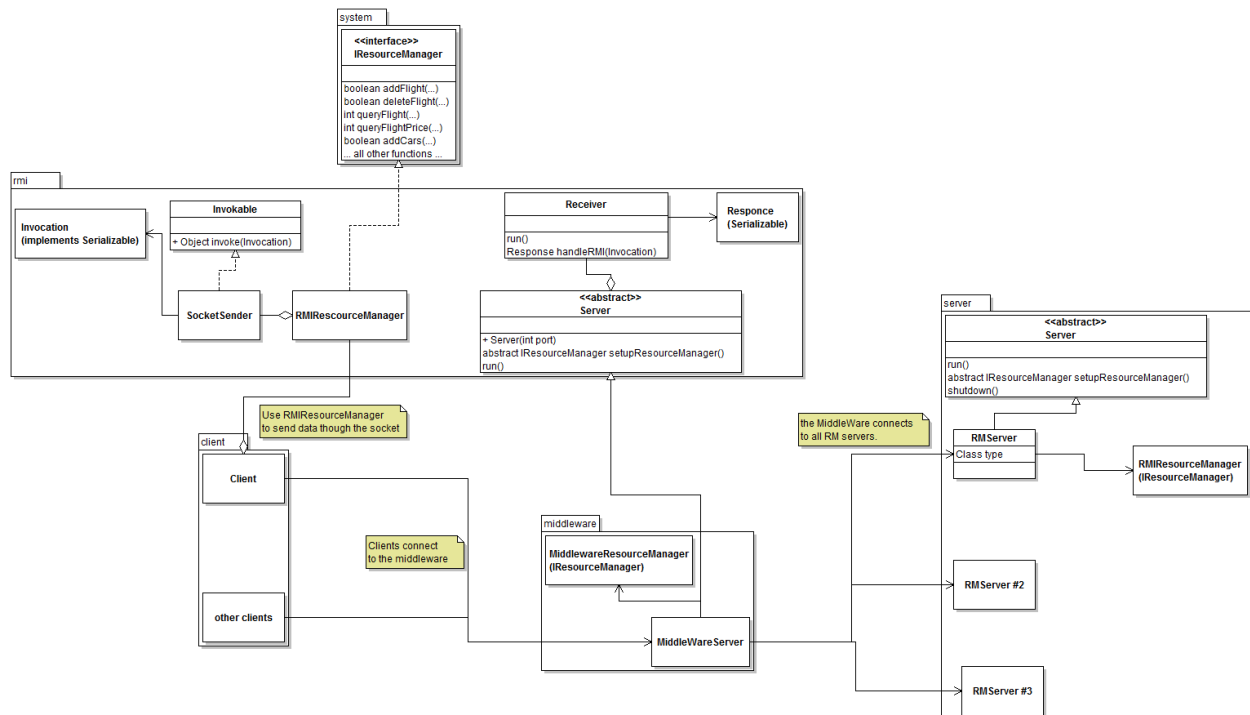 system
<<interface>>
IResourceManager
boolean addFlight(...)
boolean deleteFlight(...)
int queryFlight(...)
int queryFlightPrice(...)
boolean addCars(...)
... all other functions ...
rmi
Invocation
(implements Serializable)
Invokable
+ Object invoke(Invocation)
Receiver
run()
Response handleRMI(Invocation)
Responce
(Serializable)
SocketSender
RMIRescourceManager
<<abstract>>
Server
+ Server(int port)
abstract IResourceManager setupResourceManager()
run()
server
<<abstract>>
Server
run()
abstract IResourceManager setupResourceManager()
shutdown()
Use RMIResourceManager
to send data though the socket
the MiddleWare connects
to all RM servers.
RMServer
Class type
RMIResourceManager
(IResourceManager)
client
Client
Clients connect
to the middleware
middleware
MiddlewareResourceManager
(IResourceManager)
RMServer #2
other clients
MiddleWareServer
RMServer #3